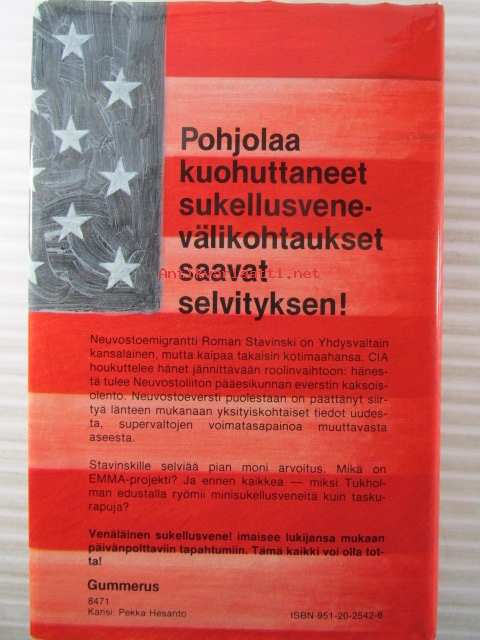 Pohjolaa
kuohuttaneet
sukellusvene-
välikohtaukset
saavat
selvityksen!
Antikvariaatti.net
Neuvostoemigrantti Roman Stavinski on Yhdysvaltain
kansalainen, mutta kaipaa takaisin kotimaahansa. CIA
houkuttelee hänet jännittävään roolinvaihtoon: hänes-
tä tulee Neuvostoliiton pääesikunnan everstin kaksois-
olento. Neuvostoeversti puolestaan on päättänyt siir-
tyä länteen mukanaan yksityiskohtaiset tiedot uudes-
ta, supervaltojen voimatasapainoa muuttavasta
aseesta.
Stavinskille selviää pian moni arvoitus. Mikä on
EMMA-projekti? Ja ennen kaikkea — miksi Tukhol-
man edustalla ryömii minisukellusveneitä kuin tasku-
rapuja?
Venäläinen sukellusvene! imaisee lukijansa mukaan
päivänpolttaviin tapahtumiin. Tämä kaikki voi olla tot-
ta!
Gummerus
8471
Kansi: Pekka Hesanto
ISBN-951-20-2542-8